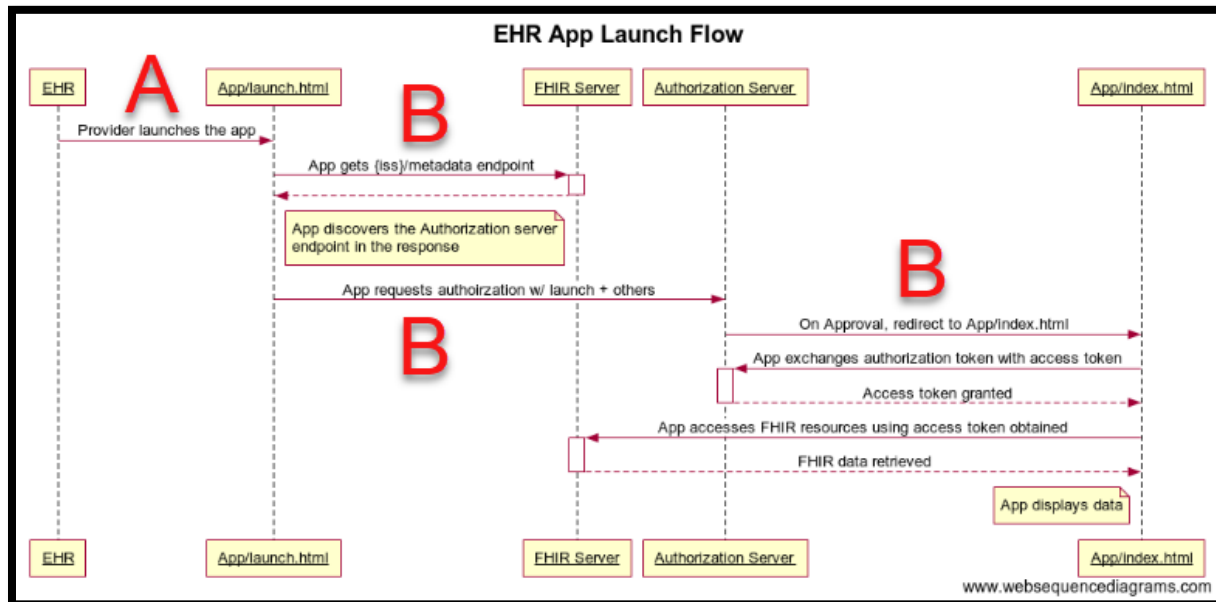 EHR App Launch Flow
A
EHR
App/launch.html
FHIR Server
Authorization Server
App/index.html
B
Provider launches the app
App gets {iss}/metadata endpoint
App discovers the Authorization server
endpoint in the response
B
App requests authoirzation w/ launch + others
B
On Approval, redirect to App/index.html
App exchanges authorization token with access token
Access token granted
App accesses FHIR resources using access token obtained
FHIR data retrieved
App displays data
EHR
App/launch.html
FHIR Server
Authorization Server
App/index.html
www.websequencediagrams.com